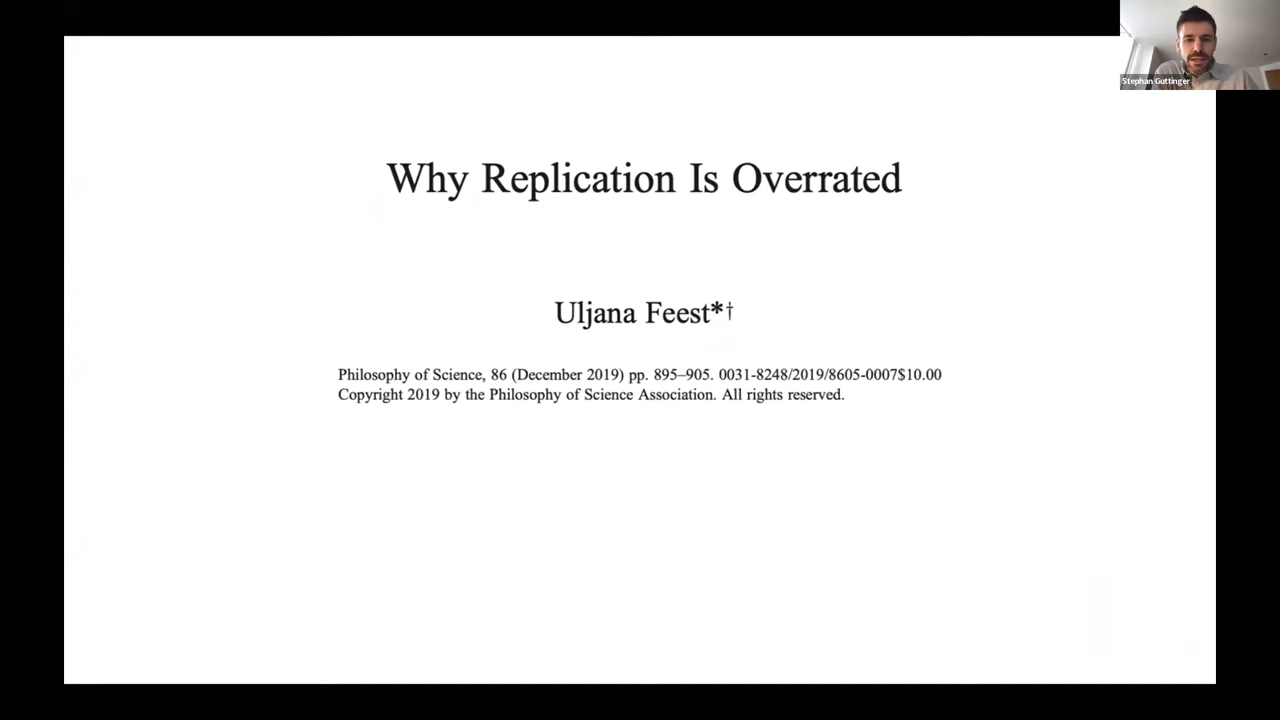 Stephan Guttinger
Why Replication Is Overrated
Uljana Feest*†
Philosophy of Science, 86 (December 2019) pp. 895–905. 0031-8248/2019/8605-0007$10.00
Copyright 2019 by the Philosophy of Science Association. All rights reserved.